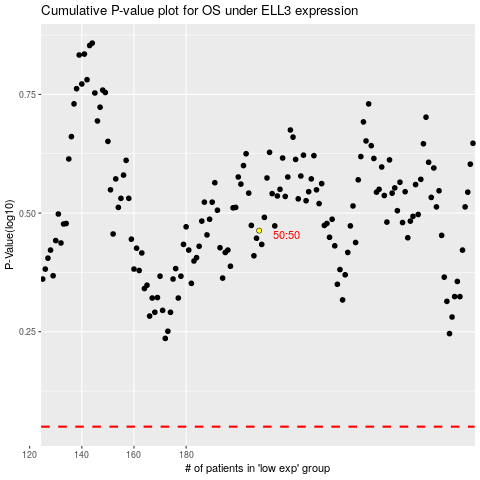 Cumulative P-value plot for OS under ELL3 expression
P-Value(log10)
0.75
0.50
0.25
50:50
120 140 160 180
# of patients in 'low exp' group